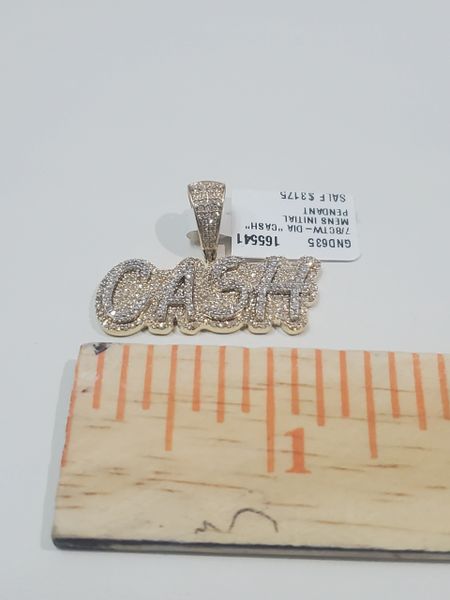 CASH
GND635 165541
7/8CTW-DIA "CASH"
MENS INITIAL
PENDANT
SALE $3175
1